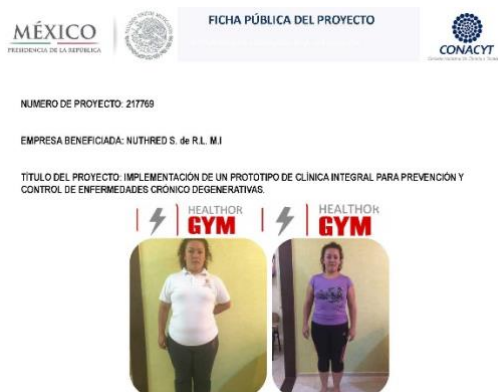 MÉXICO
PRESIDENCIA DE LA REPÚBLICA
FICHA PÚBLICA DEL PROYECTO
CONACYT
NUMERO DE PROYECTO: 217769
EMPRESA BENEFICIADA: NUTHRED S. de R.L. M.I
TÍTULO DEL PROYECTO: IMPLEMENTACIÓN DE UN PROTOTIPO DE CLÍNICA INTEGRAL PARA PREVENCIÓN Y
CONTROL DE ENFERMEDADES CRÓNICO DEGENERATIVAS.
HEALTHOR
GYM
HEALTHOR
GYM